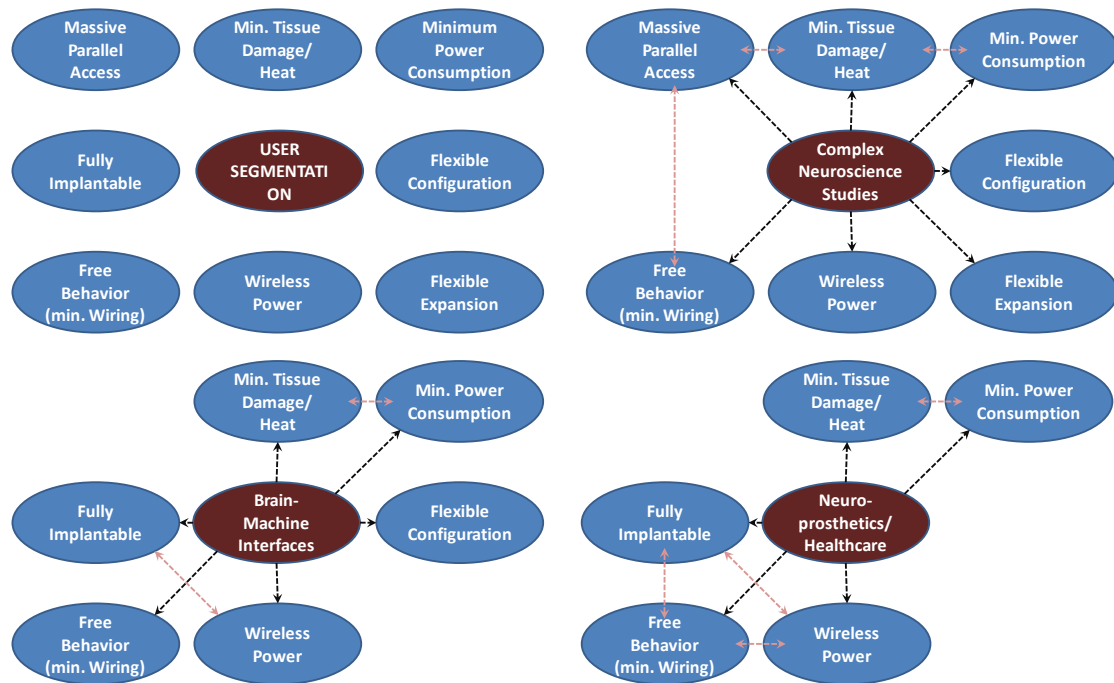 Massive
Parallel
Access
Min. Tissue
Damage/
Heat
Minimum
Power
Consumption
Fully
Implantable
USER
SEGMENTATI
ON
Flexible
Configuration
Free
Behavior
(min. Wiring)
Wireless
Power
Flexible
Expansion
Massive
Parallel
Access
Min. Tissue
Damage/
Heat
Min. Power
Consumption
Complex
Neuroscience
Studies
Flexible
Configuration
Free
Behavior
(min. Wiring)
Wireless
Power
Flexible
Expansion
Min. Tissue
Damage/
Heat
Min. Power
Consumption
Fully
Implantable
Brain-
Machine
Interfaces
Flexible
Configuration
Free
Behavior
(min. Wiring)
Wireless
Power
Min. Tissue
Damage/
Heat
Min. Power
Consumption
Fully
Implantable
Neuro-
prosthetics/
Healthcare
Free
Behavior
(min. Wiring)
Wireless
Power